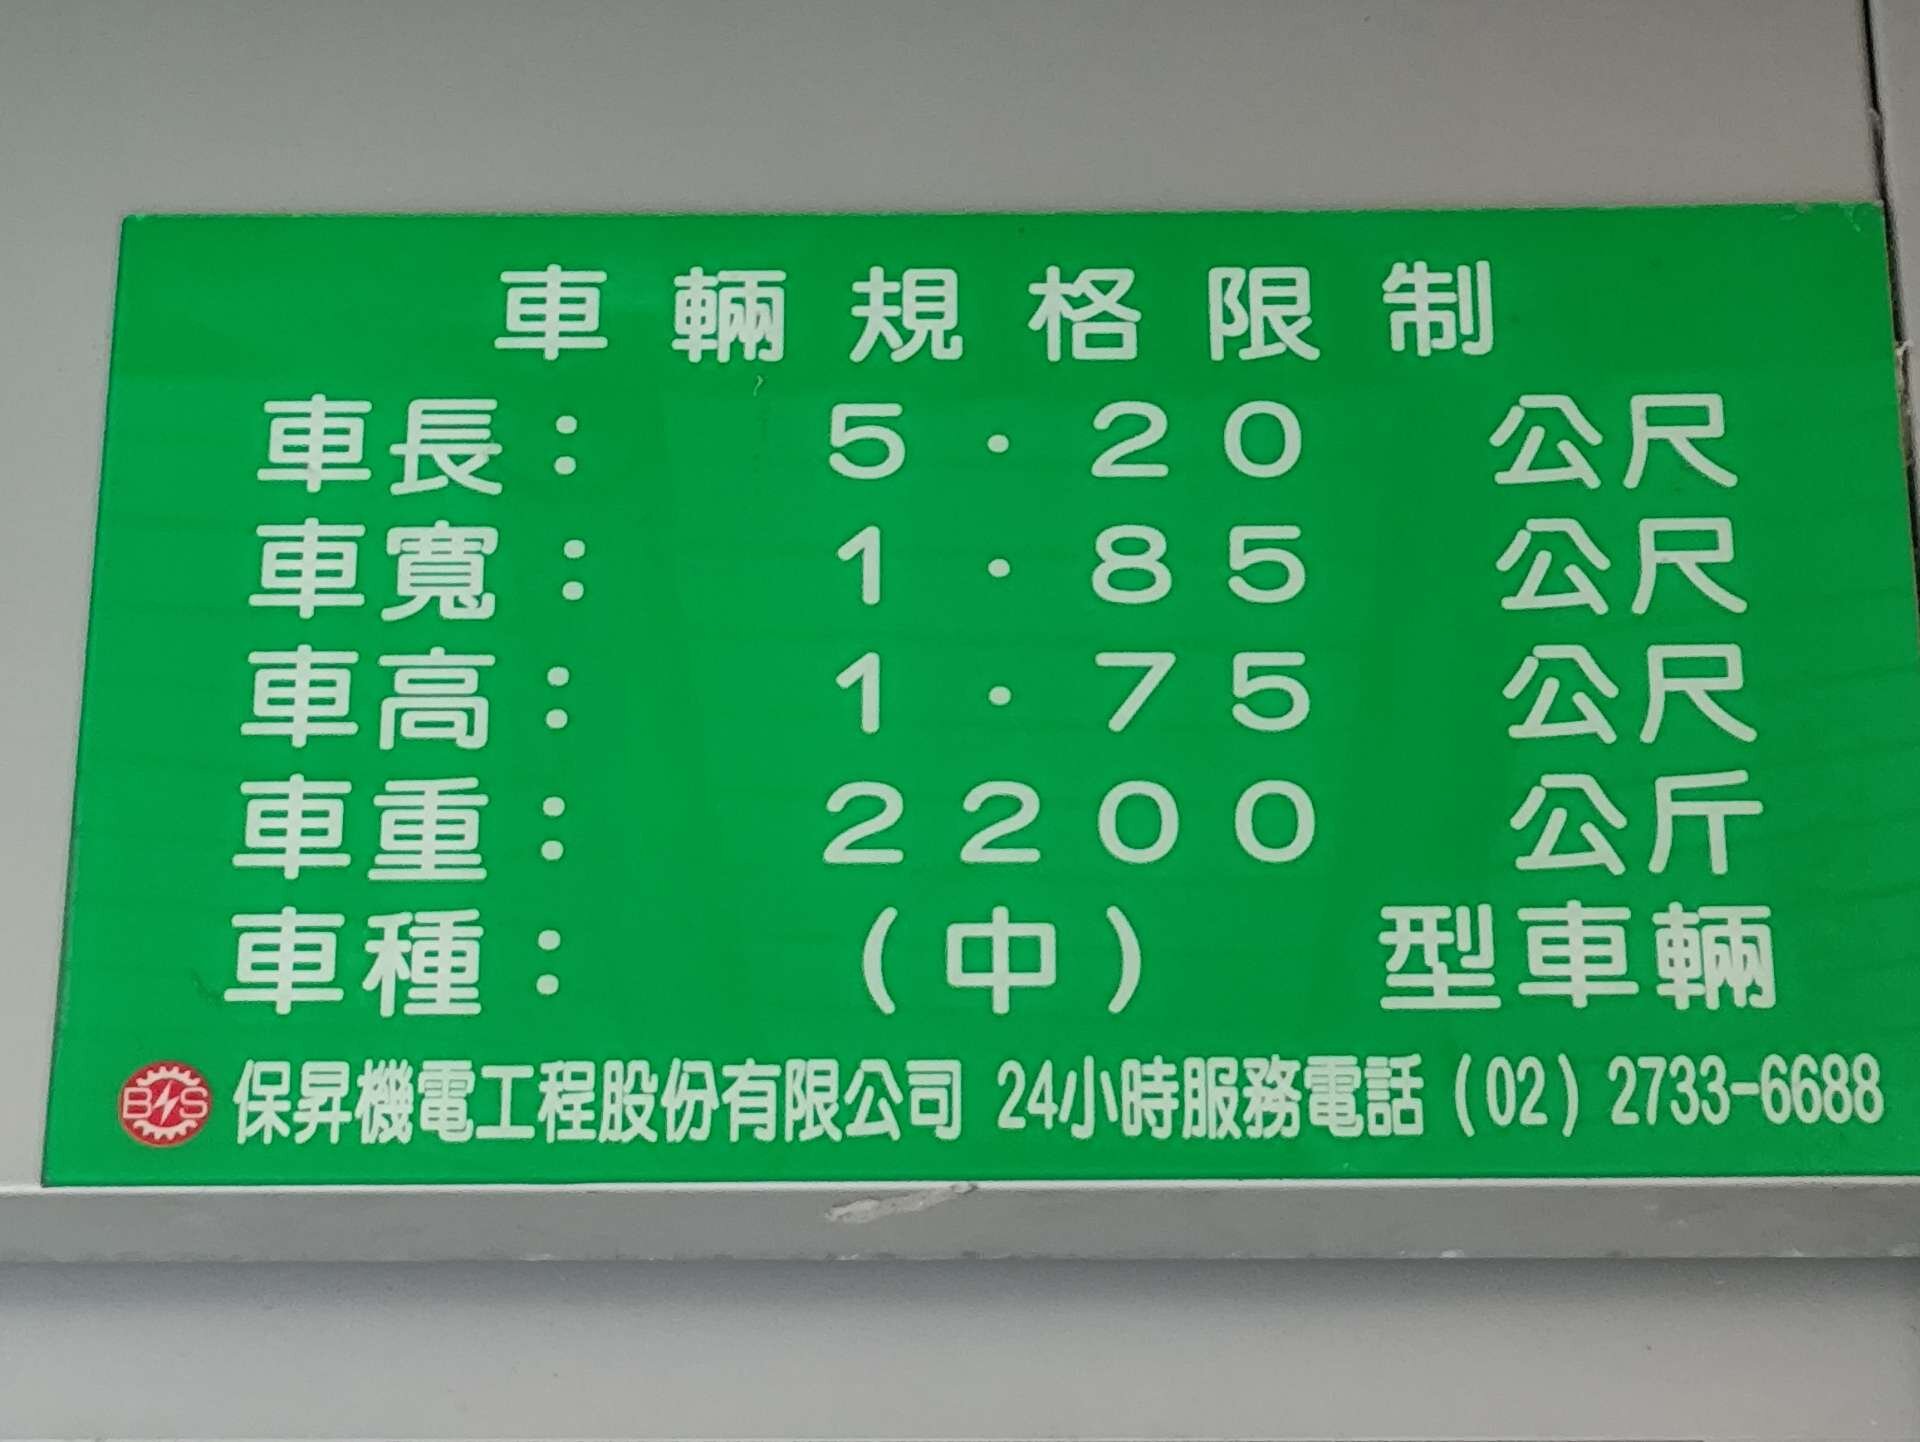 車輛規格限制
車長： 5．20 公尺
車寬： 1．85 公尺
車高： 1．75 公尺
車重： 2200 公斤
車種： （中） 型車輛
BS 保昇機電工程股份有限公司 24小時服務電話（02）2733-6688